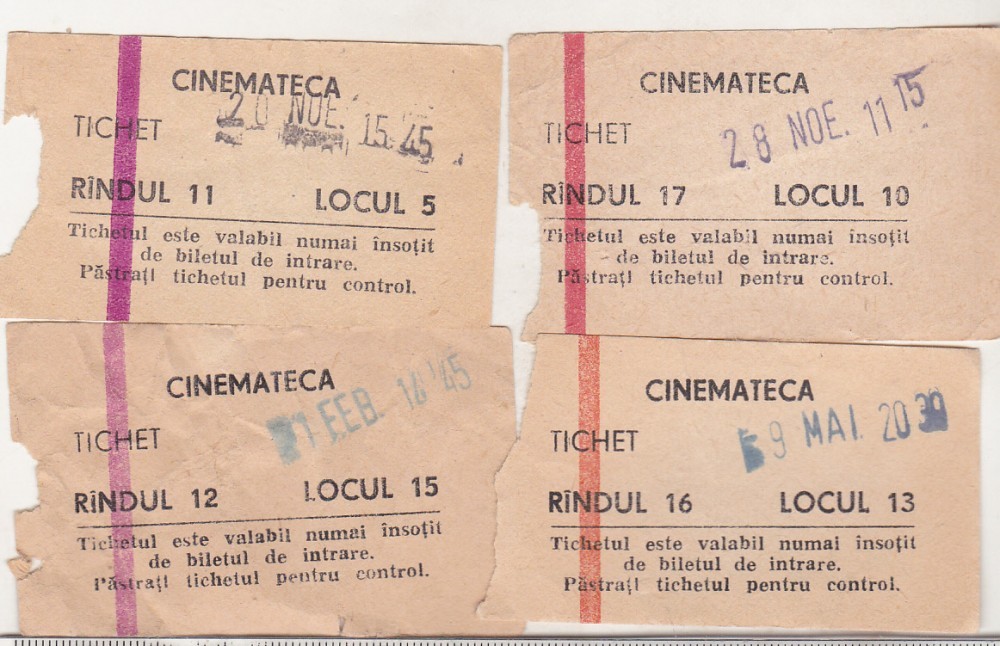 CINEMATECA
20 NOE. 15 45
TICHET
RÎNDUL 11 LOCUL 5
Tichetul este valabil numai însoțit
de biletul de intrare.
Păstrați tichetul pentru control.
CINEMATECA
28 NOE. 11 15
TICHET
RÎNDUL 17 LOCUL 10
Tichetul este valabil numai însoțit
de biletul de intrare.
Păstrați tichetul pentru control.
CINEMATECA
1 FEB. 45
TICHET
RÎNDUL 12 LOCUL 15
Tichetul este valabil numai însoțit
de biletul de intrare.
Păstrați tichetul pentru control.
CINEMATECA
9 MAI. 20 30
TICHET
RÎNDUL 16 LOCUL 13
Tichetul este valabil numai însoțit
de biletul de intrare.
Păstrați tichetul pentru control.